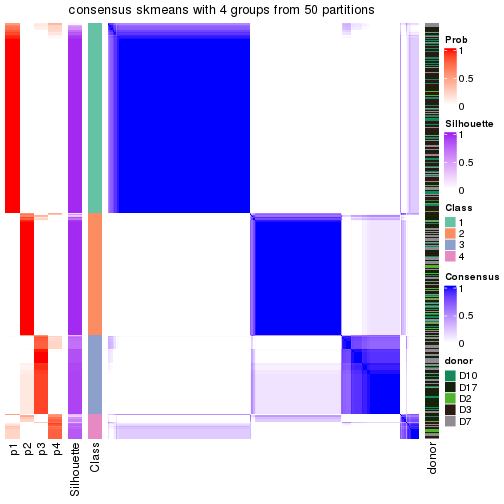 consensus skmeans with 4 groups from 50 partitions
Prob
1
0.5
0
Silhouette
1
0.5
0
Class
1
2
3
4
Consensus
1
0.5
0
donor
D10
D17
D2
D3
D7
p1
p2
p3
p4
Silhouette
Class
donor